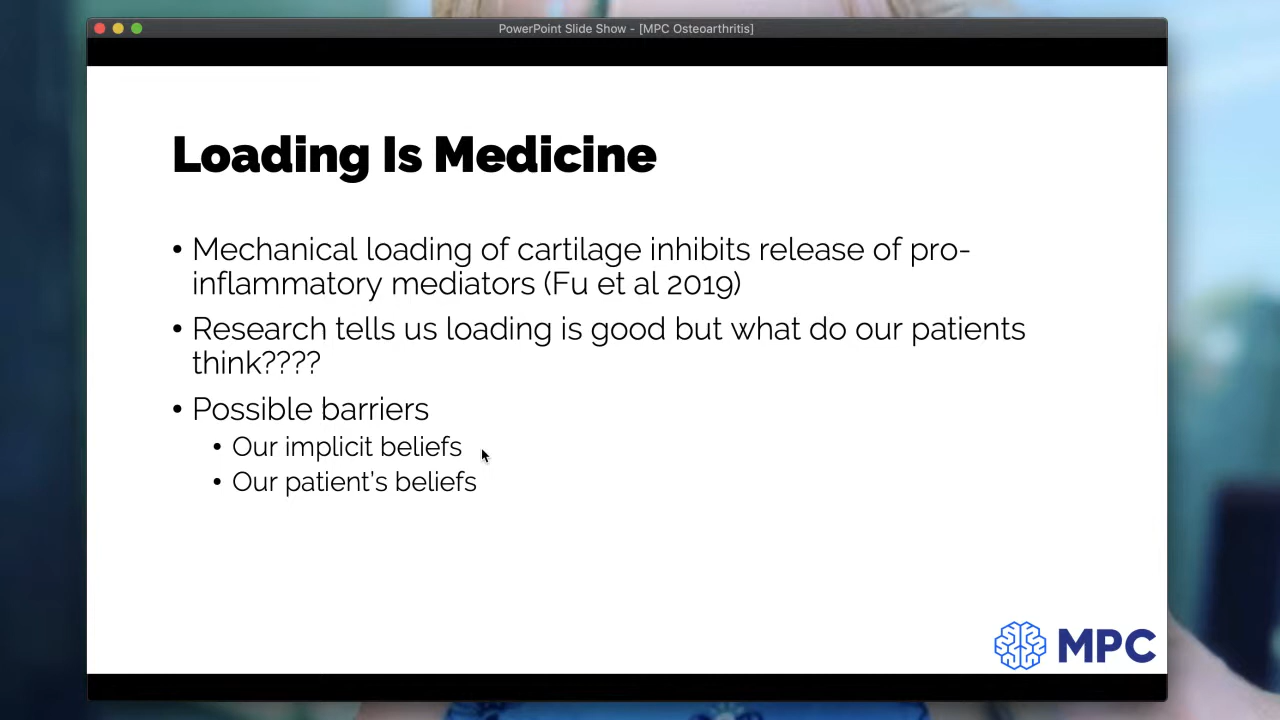 PowerPoint Slide Show - [MPC Osteoarthritis]
Loading Is Medicine
• Mechanical loading of cartilage inhibits release of pro-
inflammatory mediators (Fu et al 2019)
• Research tells us loading is good but what do our patients
think????
• Possible barriers
• Our implicit beliefs
• Our patient's beliefs
MPC